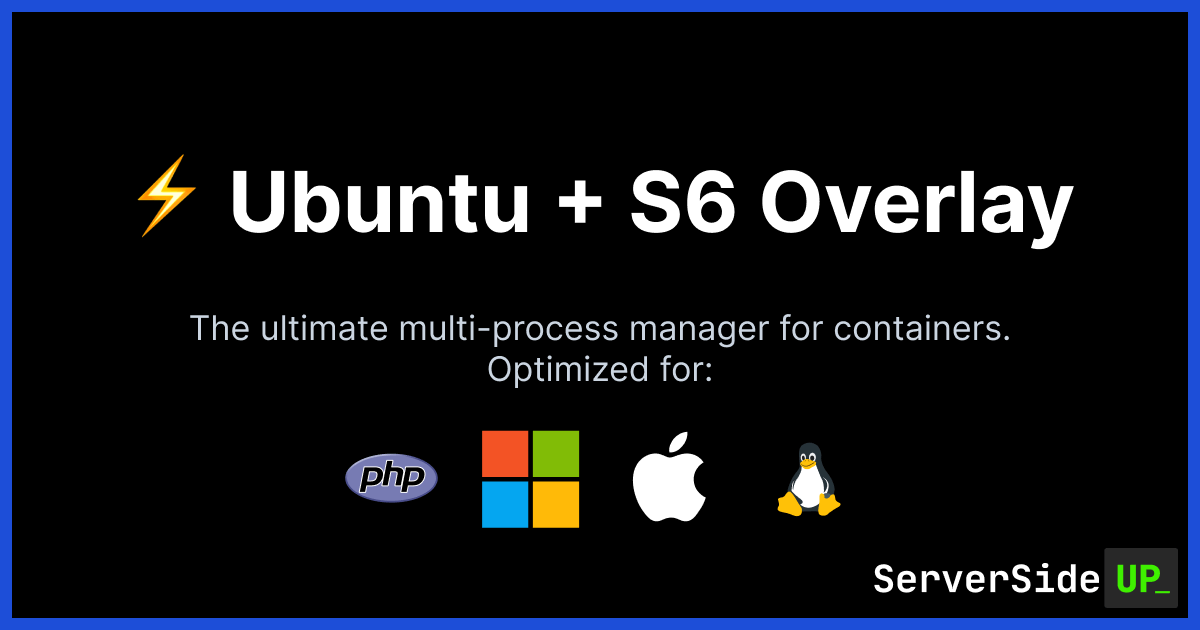 ⚡ Ubuntu + S6 Overlay
The ultimate multi-process manager for containers.
Optimized for:
php
ServerSide UP_